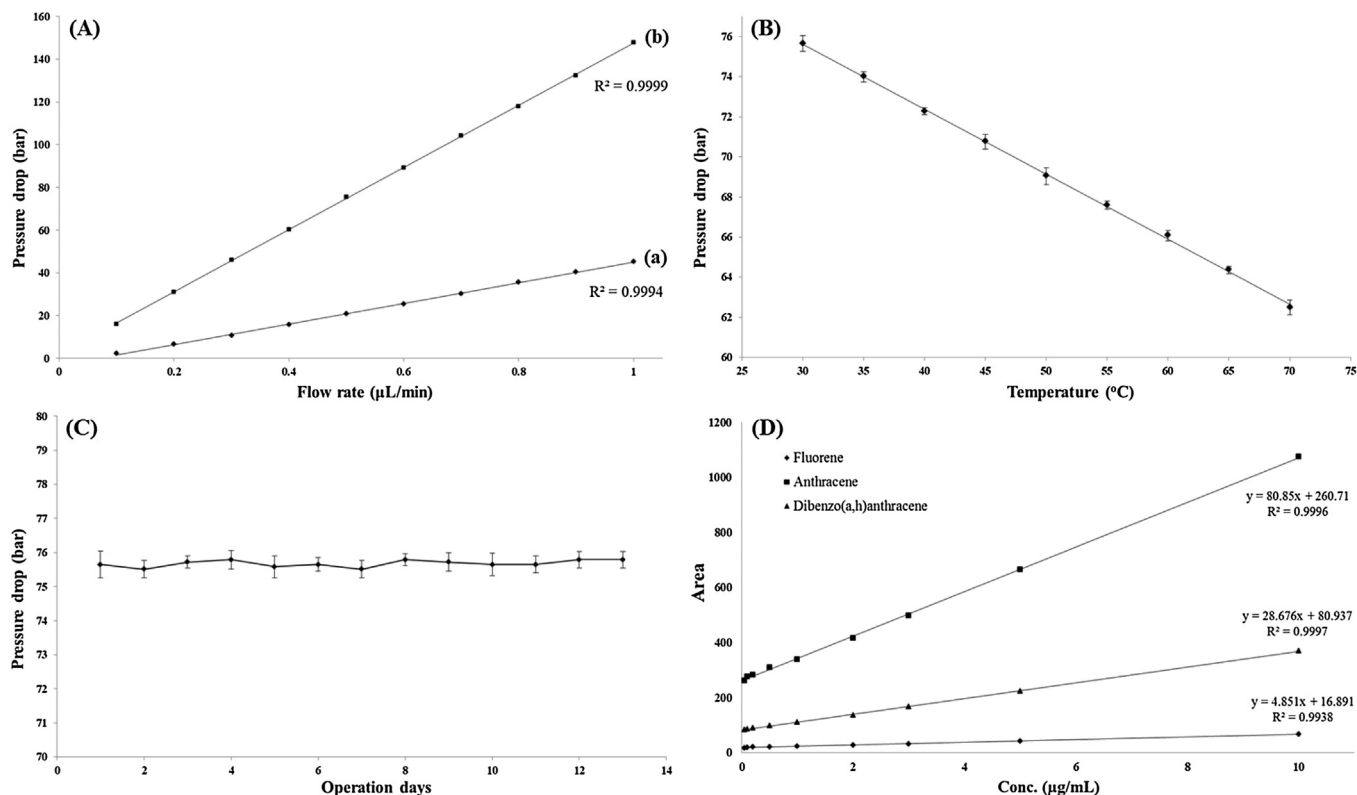 (A)
Pressure drop (bar)
160
140
120
100
80
60
40
20
0
0
0.2
0.4
0.6
0.8
1
Flow rate (µL/min)
(b)
R² = 0.9999
(a)
R² = 0.9994
(B)
Pressure drop (bar)
76
74
72
70
68
66
64
62
60
25
30
35
40
45
50
55
60
65
70
75
Temperature (°C)
(C)
Pressure drop (bar)
80
79
78
77
76
75
74
73
72
71
70
0
2
4
6
8
10
12
14
Operation days
(D)
Area
1200
1000
800
600
400
200
0
0
2
4
6
8
10
Conc. (µg/mL)
Fluorene
Anthracene
Dibenzo(a,h)anthracene
y = 80.85x + 260.71
R² = 0.9996
y = 28.676x + 80.937
R² = 0.9997
y = 4.851x + 16.891
R² = 0.9938